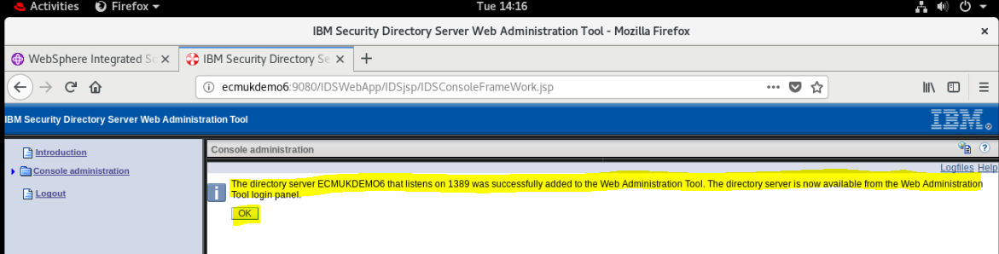 Activities Firefox Tue 14:16
IBM Security Directory Server Web Administration Tool - Mozilla Firefox
WebSphere Integrated S IBM Security Directory Se
ecmukdemo6:9080/IDSWebApp/IDSjsp/IDSConsoleFrameWork.jsp
IBM Security Directory Server Web Administration Tool IBM.
Introduction
Console administration
Logout
Console administration ?
Logfiles Help
The directory server ECMUKDEMO6 that listens on 1389 was successfully added to the Web Administration Tool. The directory server is now available from the Web Administration
Tool login panel.
OK